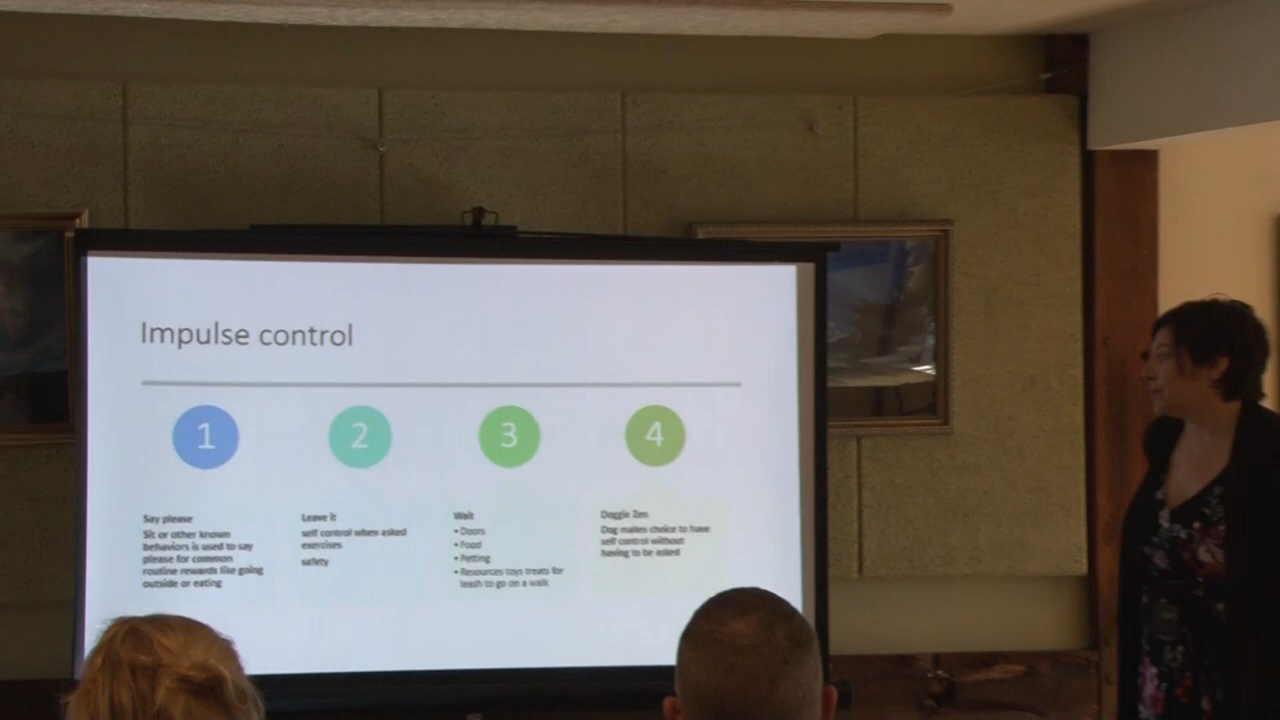 Impulse control
1
2
3
4
Say please
Sit or other known
behaviors is used to say
please for common
routine rewards like going
outside or eating
Leave it
self control when asked
exercises
safety
Wait
• Doors
• Food
• Petting
• Resources toys treats for
leash to go on a walk
Doggie Zen
Dog makes choice to have
self control without
having to be asked